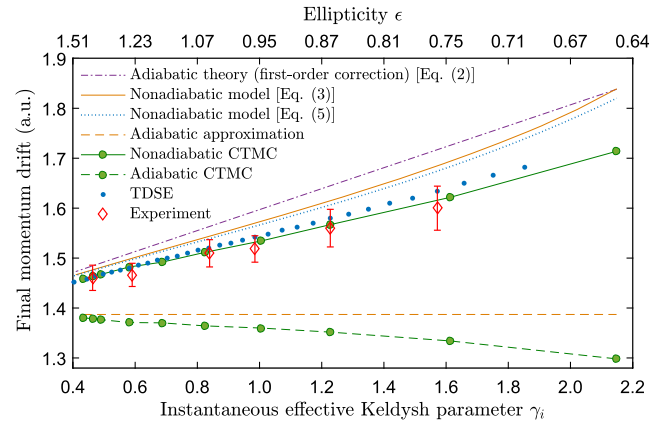 Ellipticity ϵ
1.51 1.23 1.07 0.95 0.87 0.81 0.75 0.71 0.67 0.64
1.9
Adiabatic theory (first-order correction) [Eq. (2)]
Nonadiabatic model [Eq. (3)]
1.8
Nonadiabatic model [Eq. (5)]
Adiabatic approximation
1.7
Nonadiabatic CTMC
Adiabatic CTMC
TDSE
1.6
Experiment
1.5
1.4
1.3
Final momentum drift (a.u.)
0.4 0.6 0.8 1.0 1.2 1.4 1.6 1.8 2.0 2.2
Instantaneous effective Keldysh parameter γi